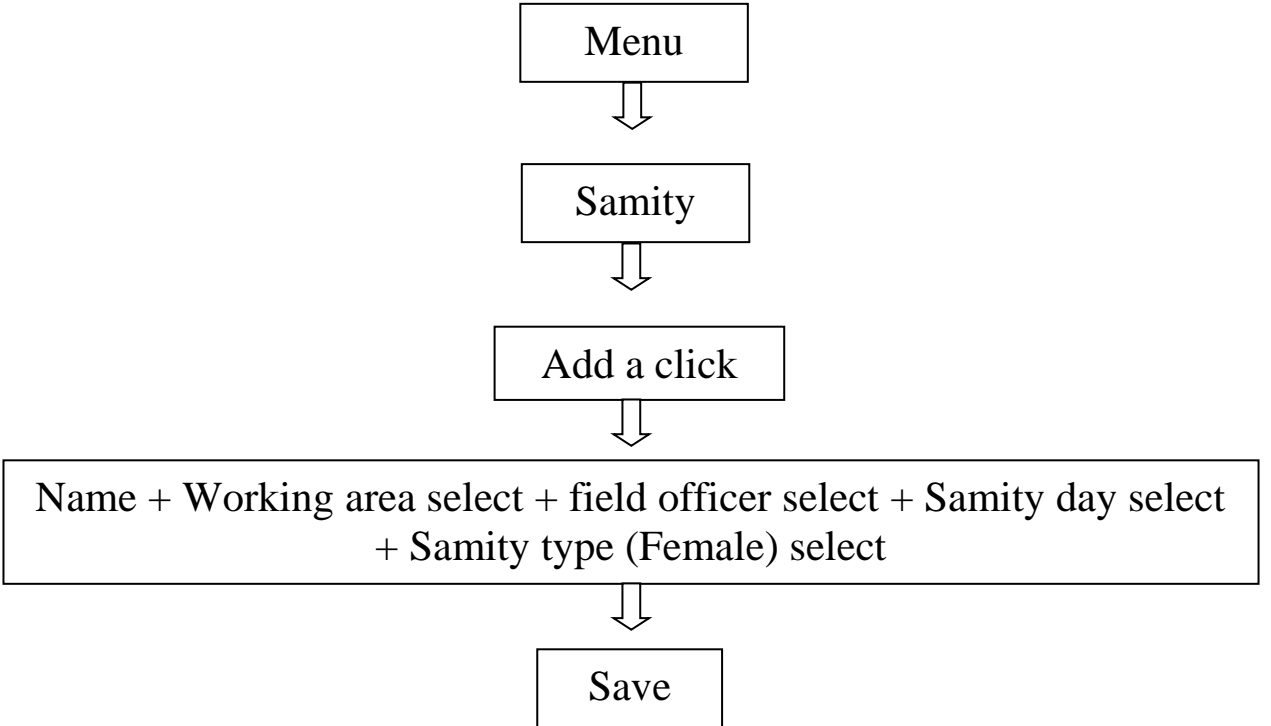 Menu
Samity
Add a click
Name + Working area select + field officer select + Samity day select
+ Samity type (Female) select
Save